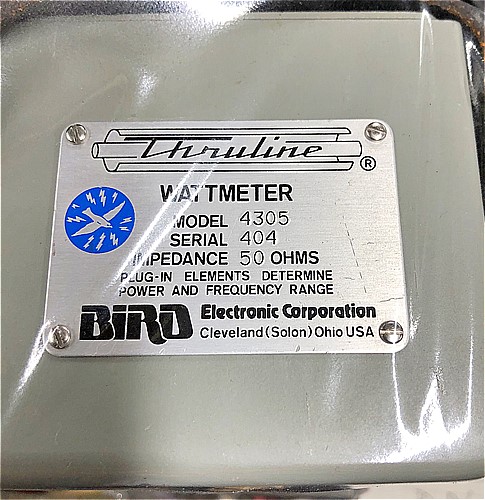 Thruline ®
WATTMETER
MODEL 4305
SERIAL 404
IMPEDANCE 50 OHMS
PLUG-IN ELEMENTS DETERMINE
POWER AND FREQUENCY RANGE
BIRD Electronic Corporation
Cleveland (Solon) Ohio USA